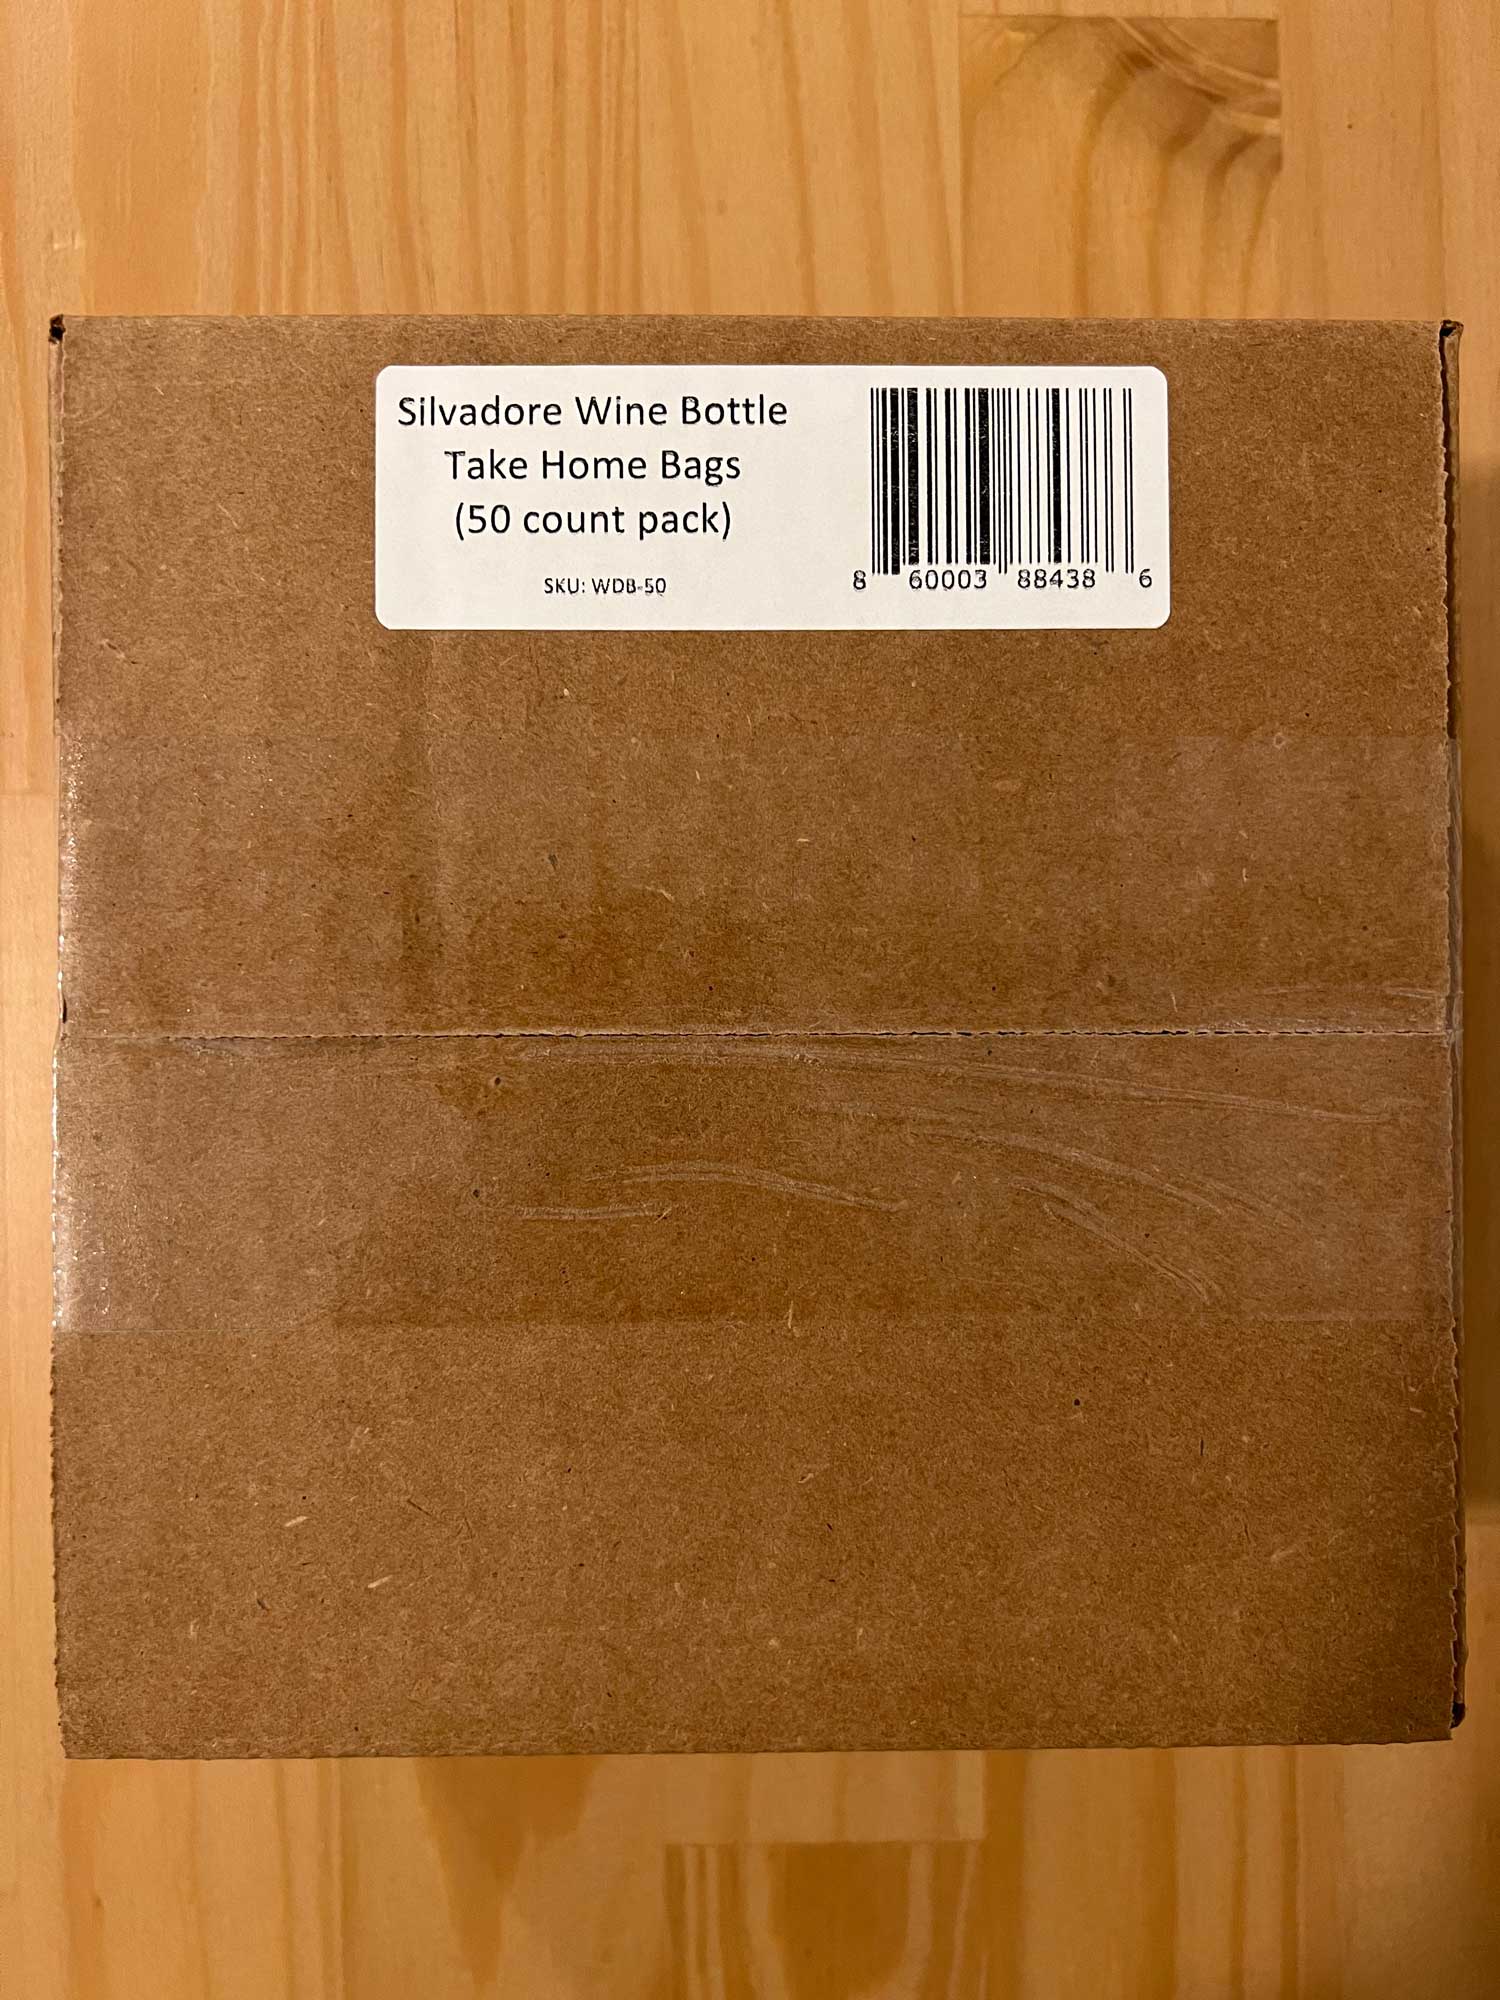 Silvadore Wine Bottle
Take Home Bags
(50 count pack)
SKU: WDB-50
8 60003 88438 6